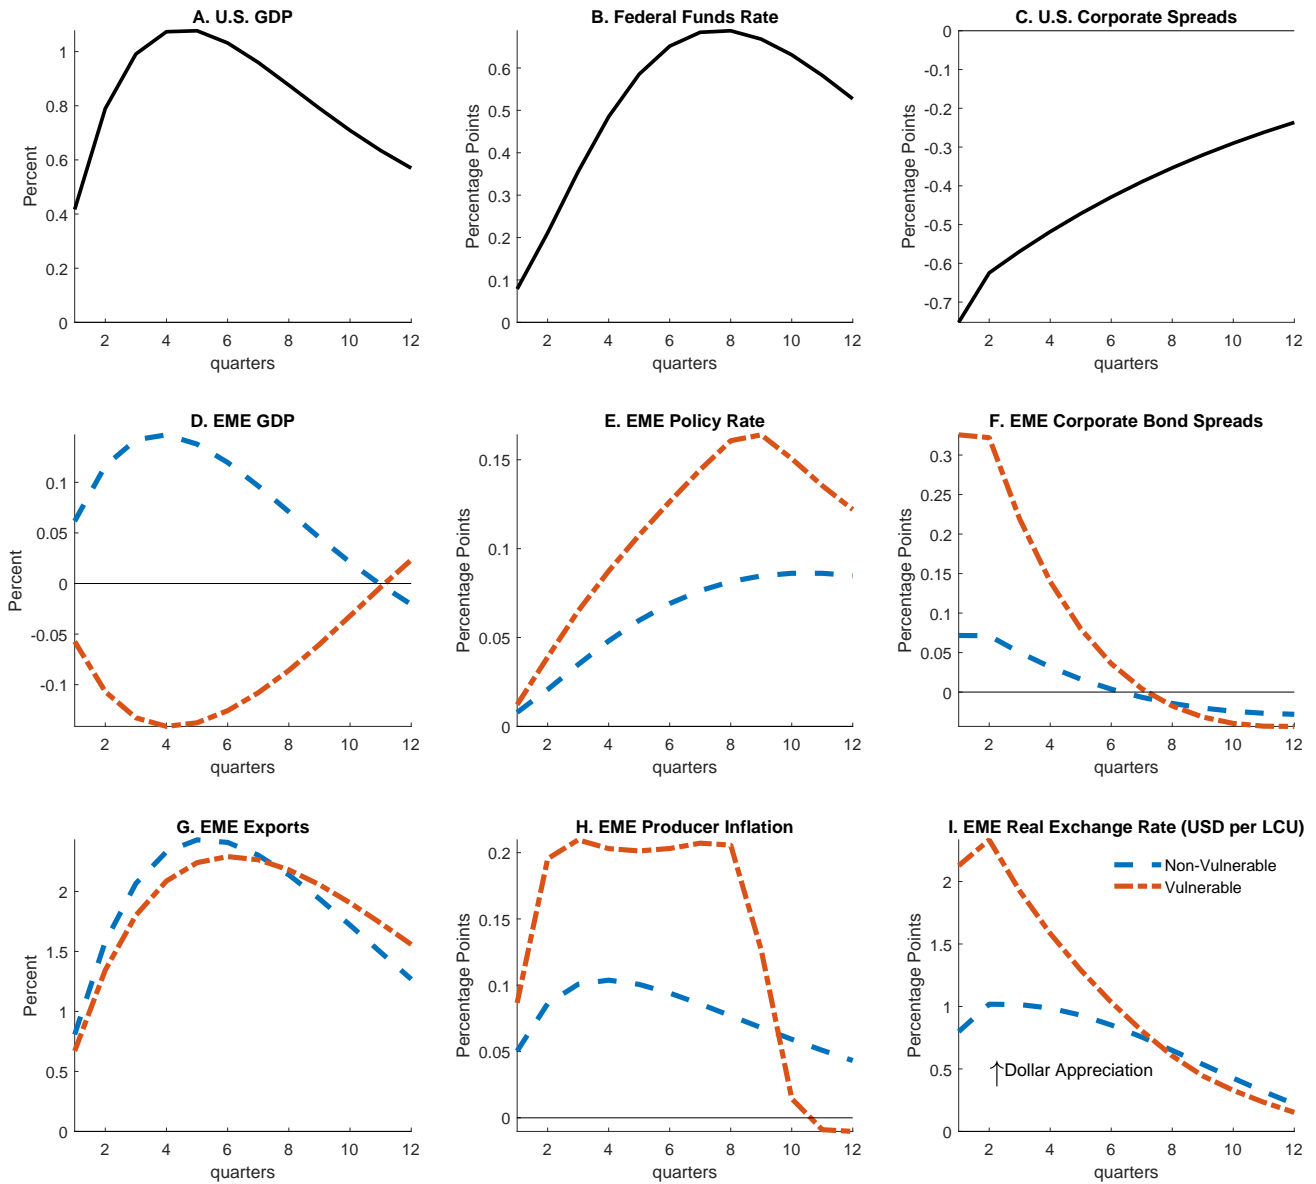 A. U.S. GDP
Percent
1
0.8
0.6
0.4
0.2
0
2 4 6 8 10 12
quarters
B. Federal Funds Rate
Percentage Points
0.6
0.5
0.4
0.3
0.2
0.1
0
2 4 6 8 10 12
quarters
C. U.S. Corporate Spreads
Percentage Points
0
-0.1
-0.2
-0.3
-0.4
-0.5
-0.6
-0.7
2 4 6 8 10 12
quarters
D. EME GDP
Percent
0.1
0.05
0
-0.05
-0.1
2 4 6 8 10 12
quarters
E. EME Policy Rate
Percentage Points
0.15
0.1
0.05
0
2 4 6 8 10 12
quarters
F. EME Corporate Bond Spreads
Percentage Points
0.3
0.25
0.2
0.15
0.1
0.05
0
2 4 6 8 10 12
quarters
G. EME Exports
Percent
2
1.5
1
0.5
0
2 4 6 8 10 12
quarters
H. EME Producer Inflation
Percentage Points
0.2
0.15
0.1
0.05
0
2 4 6 8 10 12
quarters
I. EME Real Exchange Rate (USD per LCU)
Percentage Points
2
1.5
1
0.5
0
Non-Vulnerable
Vulnerable
↑Dollar Appreciation
2 4 6 8 10 12
quarters